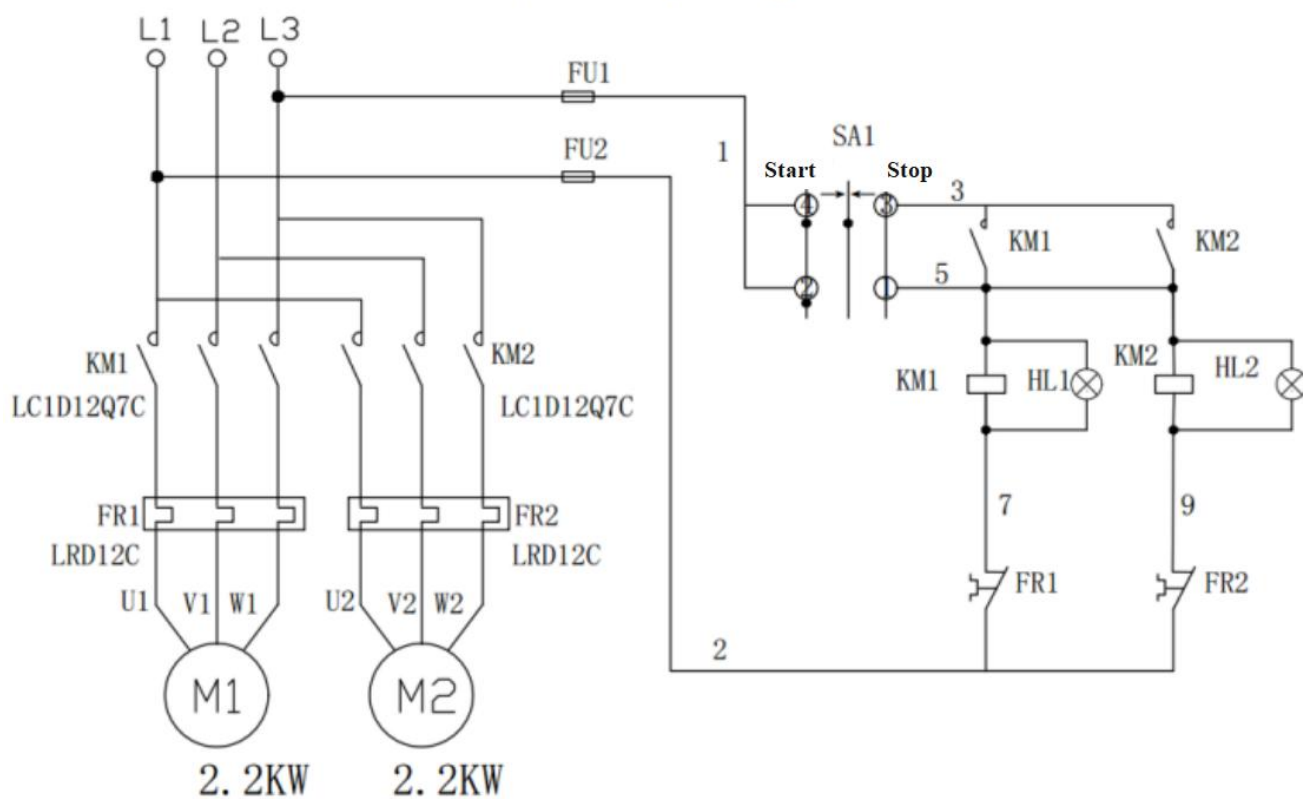 L1 L2 L3
FU1
FU2
1
SA1
Start
Stop
4
3
3
KM1
KM2
2
1
5
KM1
LC1D12Q7C
KM2
LC1D12Q7C
KM1
HL1
KM2
HL2
FR1
LRD12C
FR2
LRD12C
7
9
FR1
FR2
U1 V1 W1
U2 V2 W2
2
M1
M2
2.2KW
2.2KW